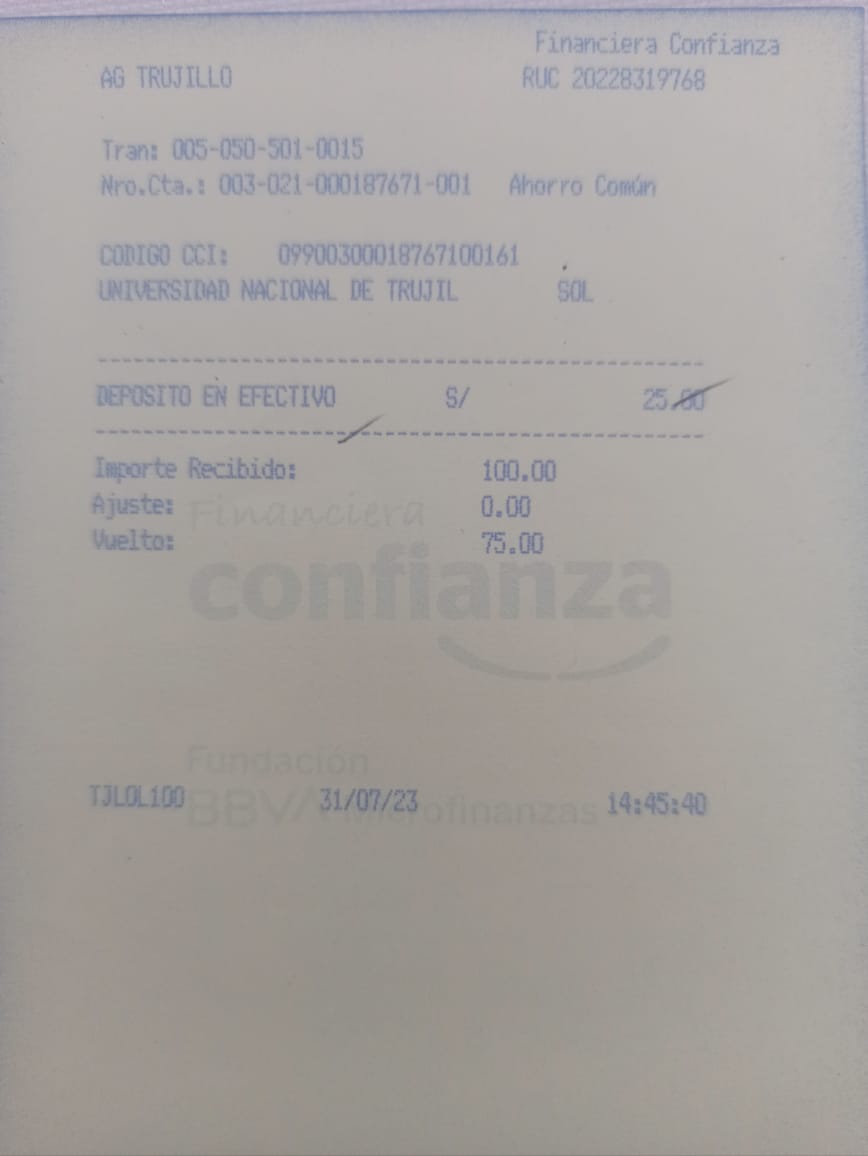 Financiera Confianza
AG TRUJILLO RUC 20228319768
Tran: 005-050-501-0015
Nro.Cta.: 003-021-000187671-001 Ahorro Común
CODIGO CCI: 09900300018767100161
UNIVERSIDAD NACIONAL DE TRUJIL SOL
--------------------------------------------------
DEPOSITO EN EFECTIVO S/ 25.00
--------------------------------------------------
Importe Recibido: 100.00
Ajuste: 0.00
Vuelto: 75.00
Financiera
confianza
Fundación
BBVA Microfinanzas
TJLOL100 31/07/23 14:45:40